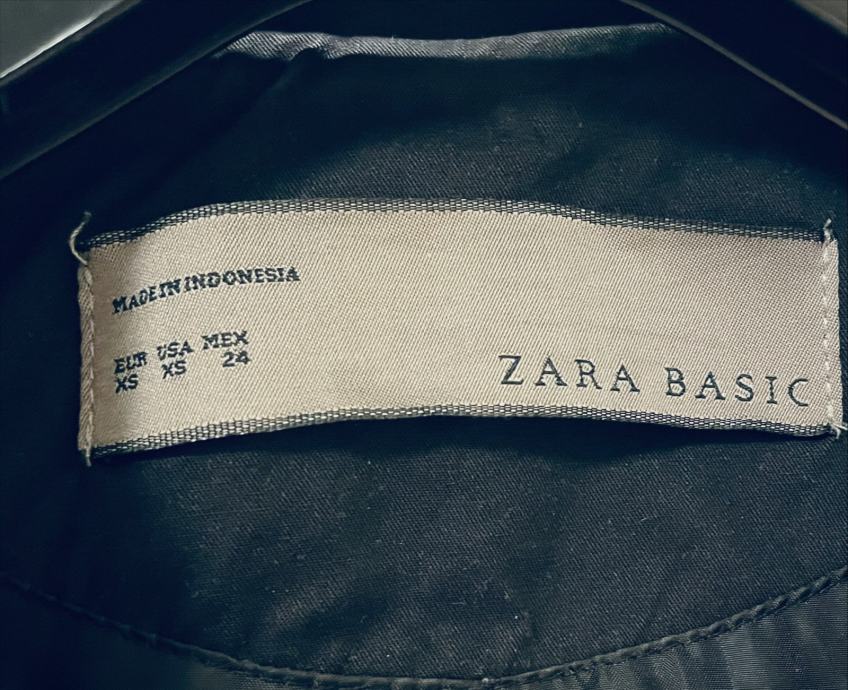 MADE IN INDONESIA
EUR USA MEX
XS XS 24
ZARA BASIC